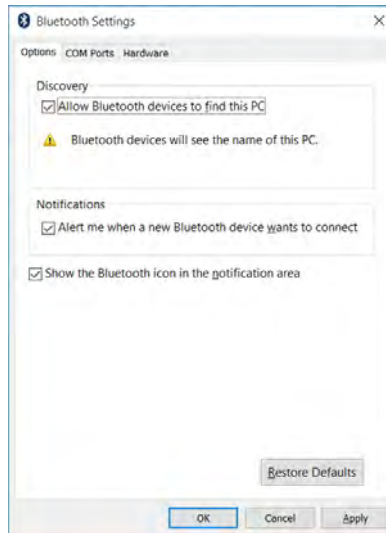 Bluetooth Settings
Options COM Ports Hardware
Discovery
Allow Bluetooth devices to find this PC
Bluetooth devices will see the name of this PC.
Notifications
Alert me when a new Bluetooth device wants to connect
Show the Bluetooth icon in the notification area
Restore Defaults
OK Cancel Apply